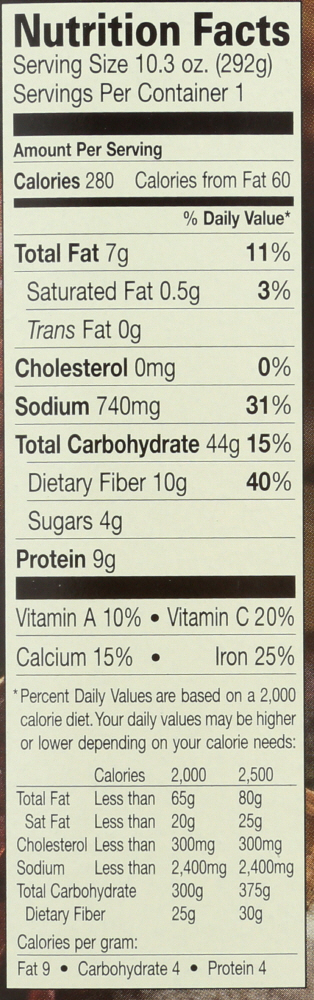 Nutrition Facts
Serving Size 10.3 oz. (292g)
Servings Per Container 1
Amount Per Serving
Calories 280 Calories from Fat 60
% Daily Value*
Total Fat 7g 11%
Saturated Fat 0.5g 3%
Trans Fat 0g
Cholesterol 0mg 0%
Sodium 740mg 31%
Total Carbohydrate 44g 15%
Dietary Fiber 10g 40%
Sugars 4g
Protein 9g
Vitamin A 10% • Vitamin C 20%
Calcium 15% • Iron 25%
*Percent Daily Values are based on a 2,000
calorie diet. Your daily values may be higher
or lower depending on your calorie needs:
Calories 2,000 2,500
Total Fat Less than 65g 80g
Sat Fat Less than 20g 25g
Cholesterol Less than 300mg 300mg
Sodium Less than 2,400mg 2,400mg
Total Carbohydrate 300g 375g
Dietary Fiber 25g 30g
Calories per gram:
Fat 9 • Carbohydrate 4 • Protein 4